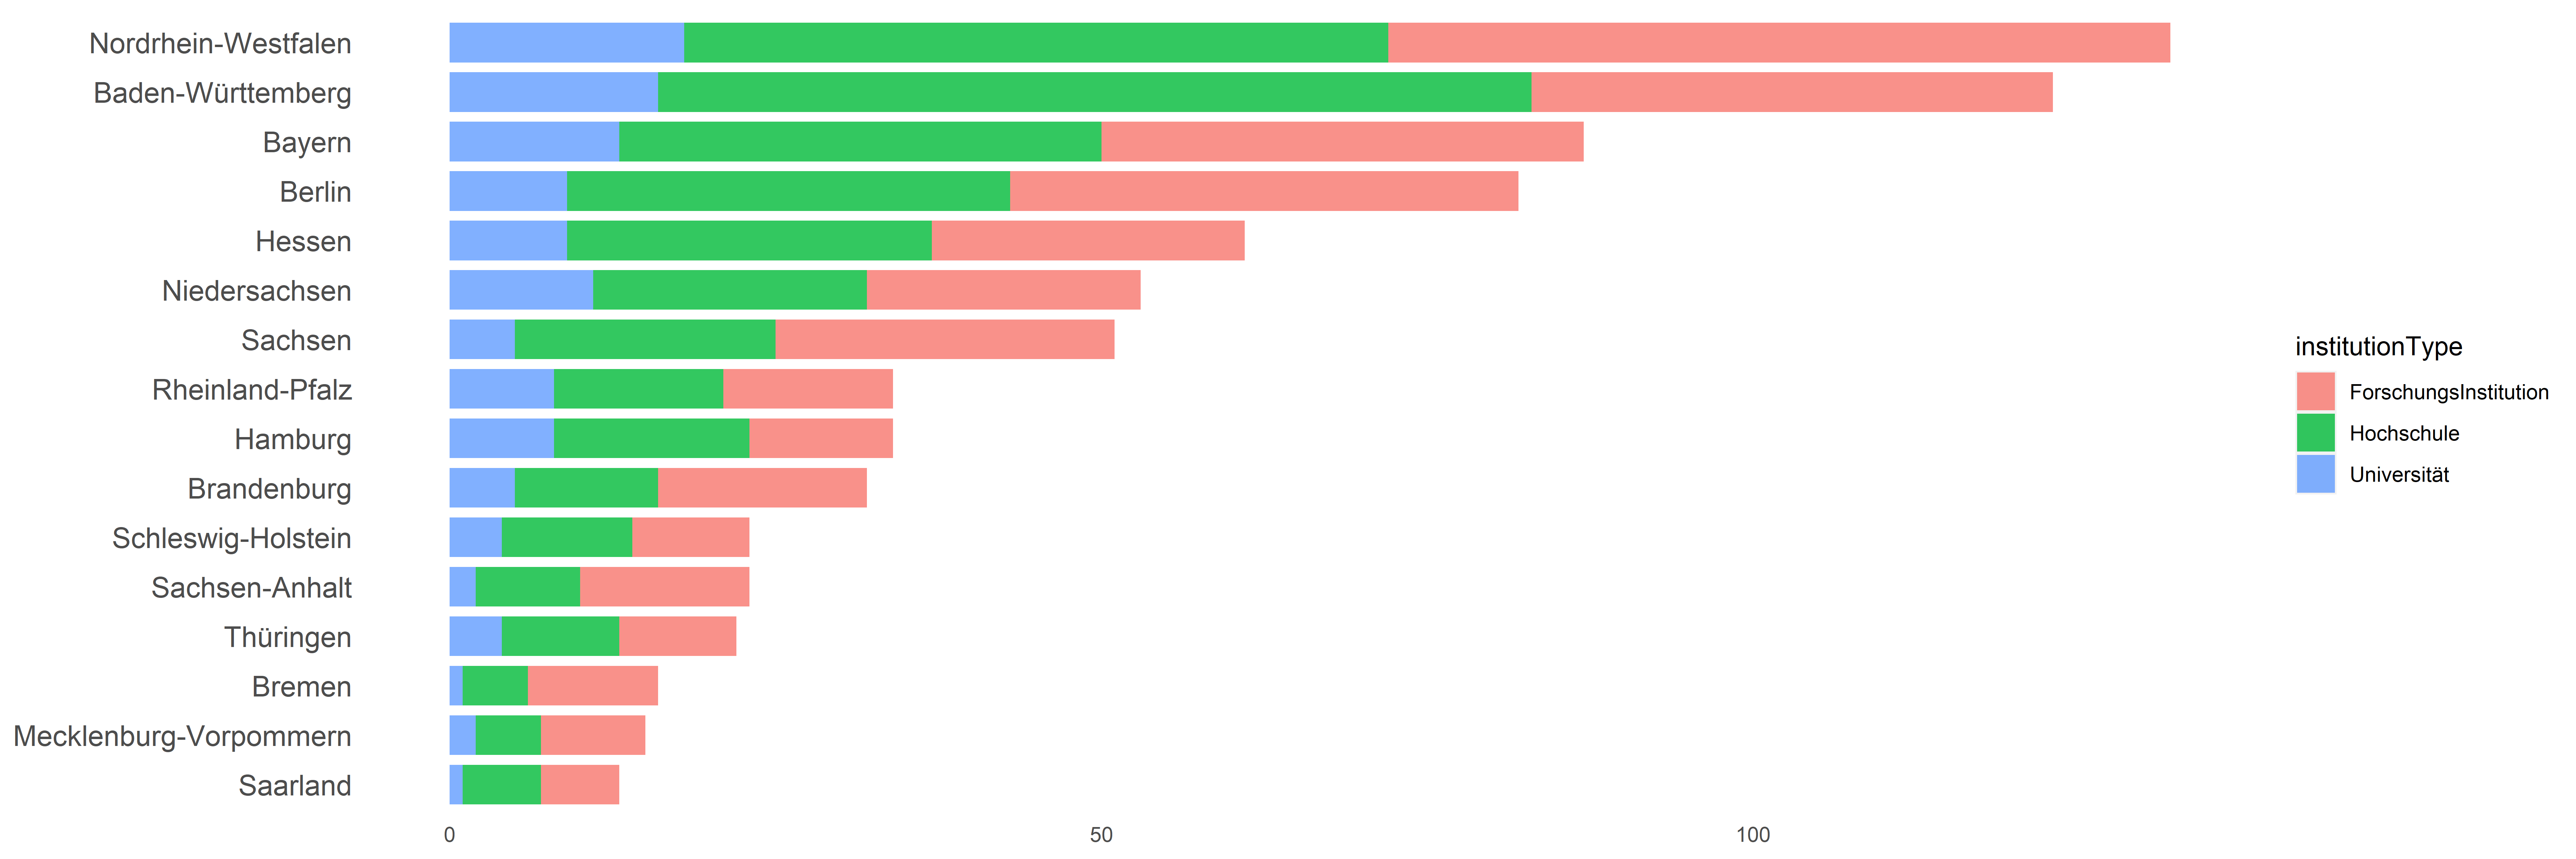 Nordrhein-Westfalen
Baden-Württemberg
Bayern
Berlin
Hessen
Niedersachsen
Sachsen
Rheinland-Pfalz
Hamburg
Brandenburg
Schleswig-Holstein
Sachsen-Anhalt
Thüringen
Bremen
Mecklenburg-Vorpommern
Saarland
0 50 100
institutionType
ForschungsInstitution
Hochschule
Universität